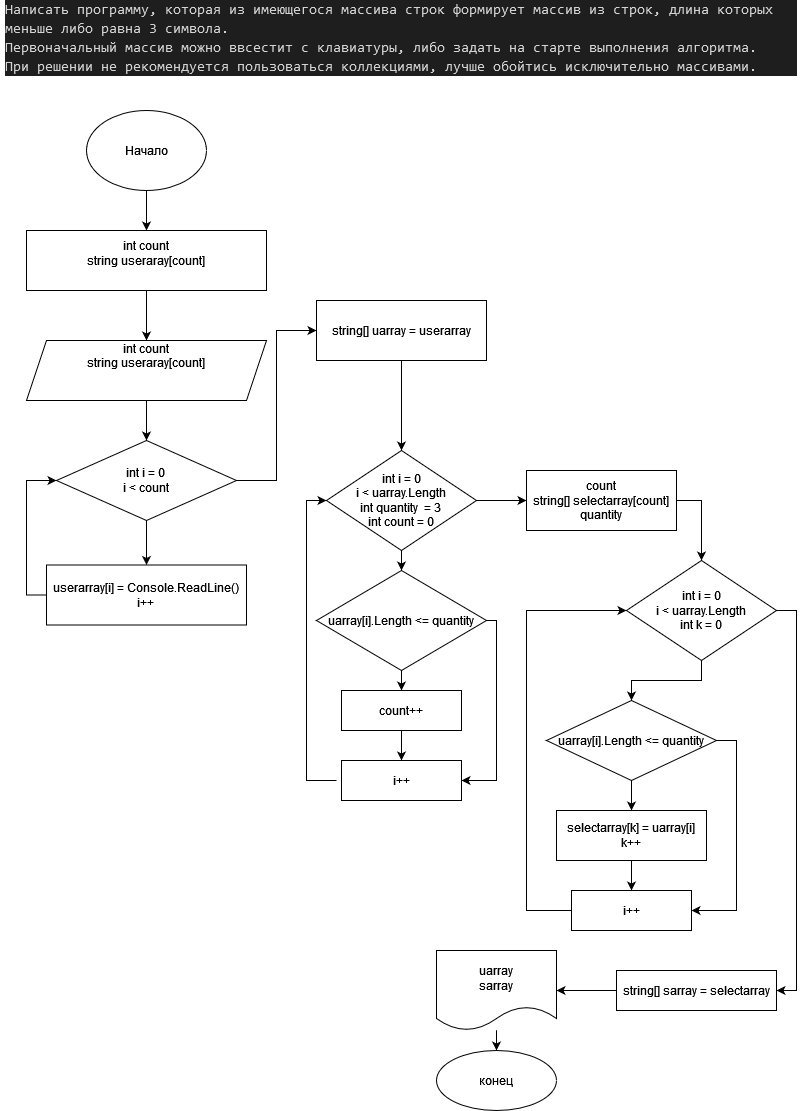 Написать программу, которая из имеющегося массива строк формирует массив из строк, длина которых
меньше либо равна 3 символа.
Первоначальный массив можно ввсестит с клавиатуры, либо задать на старте выполнения алгоритма.
При решении не рекомендуется пользоваться коллекциями, лучше обойтись исключительно массивами.
Начало
int count
string useraray[count]
int count
string useraray[count]
int i = 0
i < count
userarray[i] = Console.ReadLine()
i++
string[] uarray = userarray
int i = 0
i < uarray.Length
int quantity = 3
int count = 0
uarray[i].Length <= quantity
count++
i++
count
string[] selectarray[count]
quantity
int i = 0
i < uarray.Length
int k = 0
uarray[i].Length <= quantity
selectarray[k] = uarray[i]
k++
i++
string[] sarray = selectarray
uarray
sarray
конец